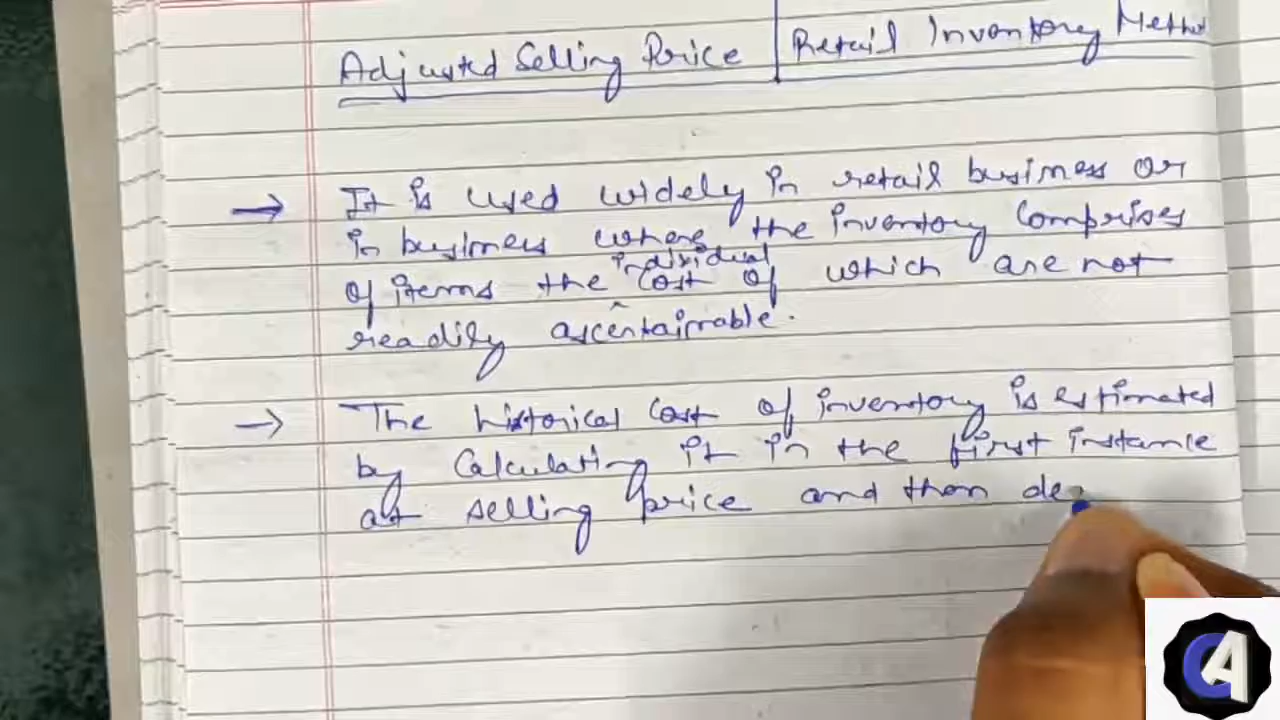 Adjusted Selling Price | Retail Inventory Method
→ It is used widely in retail business or
in business where the inventory comprises
of items the individual cost of which are not
readily ascertainable.
→ The historical cost of inventory is estimated
by calculating it in the first instance
at selling price and then de
CA